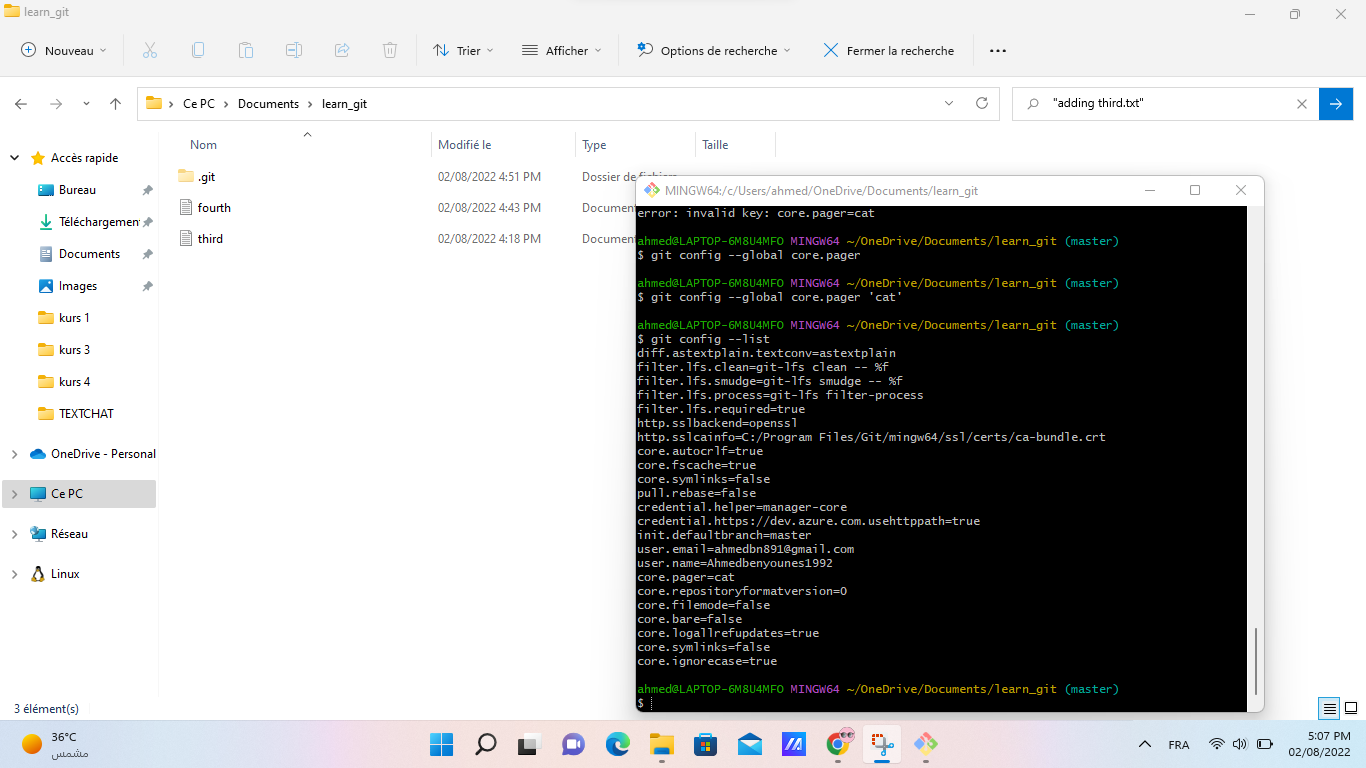 learn_git
Nouveau
Trier
Afficher
Options de recherche
Fermer la recherche
Ce PC > Documents > learn_git
"adding third.txt"
Nom Modifié le Type Taille
.git 02/08/2022 4:51 PM Dossier de fichiers
fourth 02/08/2022 4:43 PM Document
third 02/08/2022 4:18 PM Document
Accès rapide
Bureau
Téléchargement
Documents
Images
kurs 1
kurs 3
kurs 4
TEXTCHAT
OneDrive - Personal
Ce PC
Réseau
Linux
3 élément(s)
MINGW64:/c/Users/ahmed/OneDrive/Documents/learn_git
error: invalid key: core.pager=cat
ahmed@LAPTOP-6M8U4MFO MINGW64 ~/OneDrive/Documents/learn_git (master)
$ git config --global core.pager
ahmed@LAPTOP-6M8U4MFO MINGW64 ~/OneDrive/Documents/learn_git (master)
$ git config --global core.pager 'cat'
ahmed@LAPTOP-6M8U4MFO MINGW64 ~/OneDrive/Documents/learn_git (master)
$ git config --list
diff.astextplain.textconv=astextplain
filter.lfs.clean=git-lfs clean -- %f
filter.lfs.smudge=git-lfs smudge -- %f
filter.lfs.process=git-lfs filter-process
filter.lfs.required=true
http.sslbackend=openssl
http.sslcainfo=C:/Program Files/Git/mingw64/ssl/certs/ca-bundle.crt
core.autocrlf=true
core.fscache=true
core.symlinks=false
pull.rebase=false
credential.helper=manager-core
credential.https://dev.azure.com.usehttppath=true
init.defaultbranch=master
user.email=ahmedbn891@gmail.com
user.name=Ahmedbenyounes1992
core.pager=cat
core.repositoryformatversion=0
core.filemode=false
core.bare=false
core.logallrefupdates=true
core.symlinks=false
core.ignorecase=true
ahmed@LAPTOP-6M8U4MFO MINGW64 ~/OneDrive/Documents/learn_git (master)
$
36°C
مشمس
FRA
5:07 PM
02/08/2022